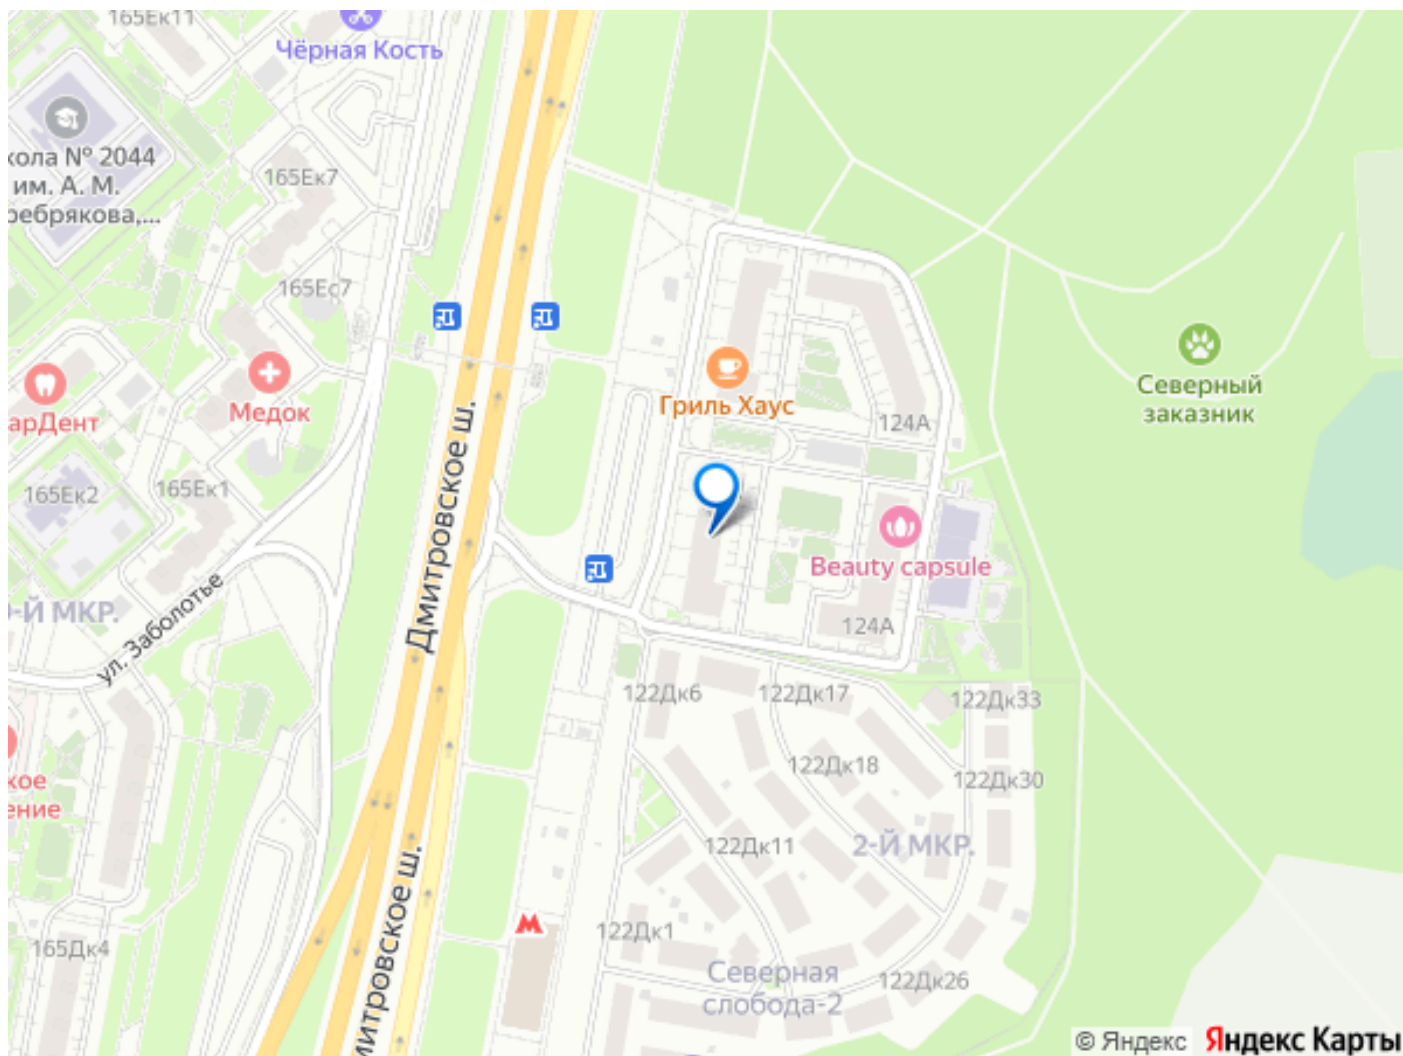 165Ек11
Чёрная Кость
кола № 2044
им. А. М.
ребрякова,...
165Ек7
165Ес7
Медок
арДент
165Ек2
165Ек1
Й МКР.
ул. Заболотье
Дмитровское ш.
Гриль Хаус
124А
Северный
заказник
Beauty capsule
124А
122Дк6
122Дк17
122Дк33
122Дк18
122Дк30
кое
ение
122Дк11
2-Й МКР.
М
165Дк4
122Дк1
Северная
слобода-2
122Дк26
митровское ш.
© Яндекс Яндекс Карты